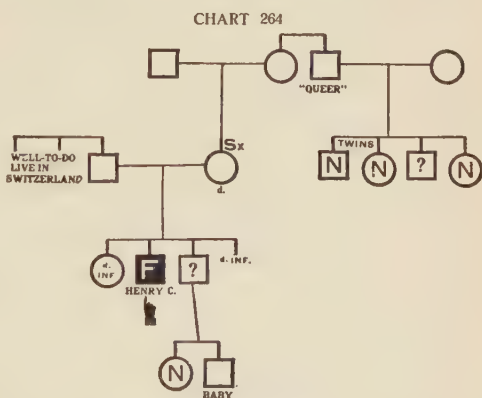 CHART 264
"QUEER"
WELL-TO-DO
LIVE IN
SWITZERLAND
Sx
d.
TWINS
N
N
?
N
d.
INF.
F
HENRY C.
?
d. INF.
N
BABY